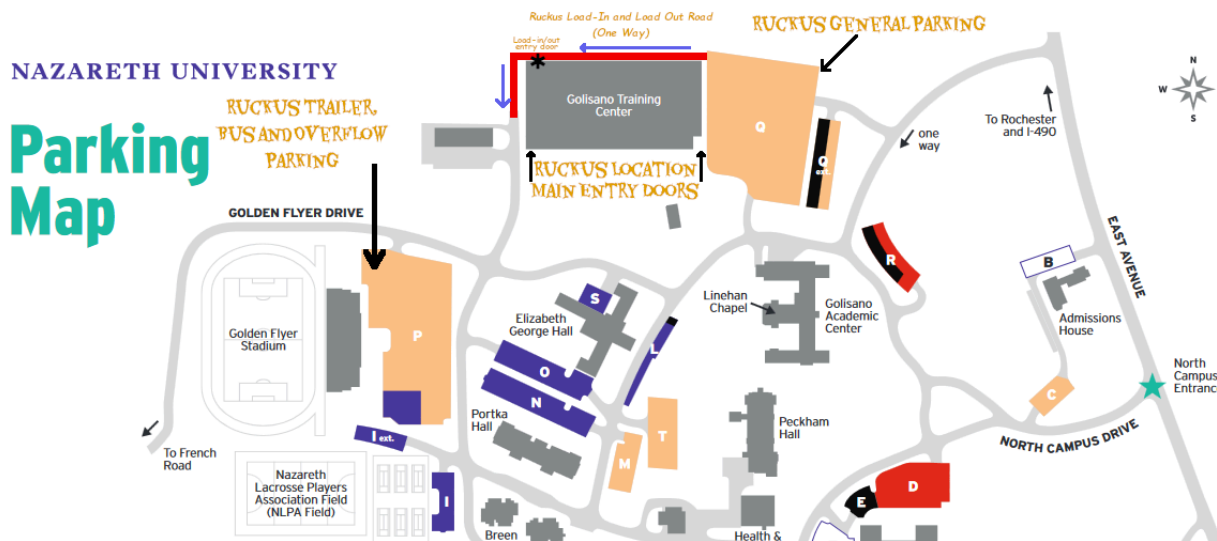 Ruckus Load-In and Load Out Road
(One Way)
RUCKUS GENERAL PARKING
Load-in/out
entry door
NAZARETH UNIVERSITY
Parking
Map
RUCKUS TRAILER,
BUS AND OVERFLOW
PARKING
Golisano Training
Center
Q
Q
ext.
one
way
To Rochester
and I-490
N
W
E
S
RUCKUS LOCATION
MAIN ENTRY DOORS
GOLDEN FLYER DRIVE
EAST AVENUE
R
B
S
Linehan
Chapel
Golisano
Academic
Center
Admissions
House
Elizabeth
George Hall
Golden Flyer
Stadium
P
L
O
N
C
North
Campus
Entrance
Portka
Hall
Peckham
Hall
T
M
NORTH CAMPUS DRIVE
I ext.
To French
Road
Nazareth
Lacrosse Players
Association Field
(NLPA Field)
I
D
E
Breen
Health &